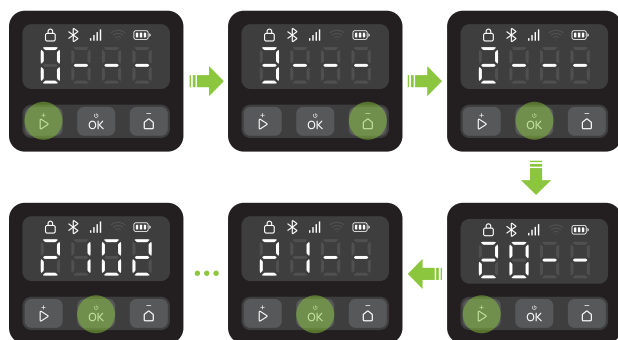 0---
+ OK −
3---
+ OK −
2---
+ OK −
2102
+ OK −
21--
+ OK −
20--
+ OK −